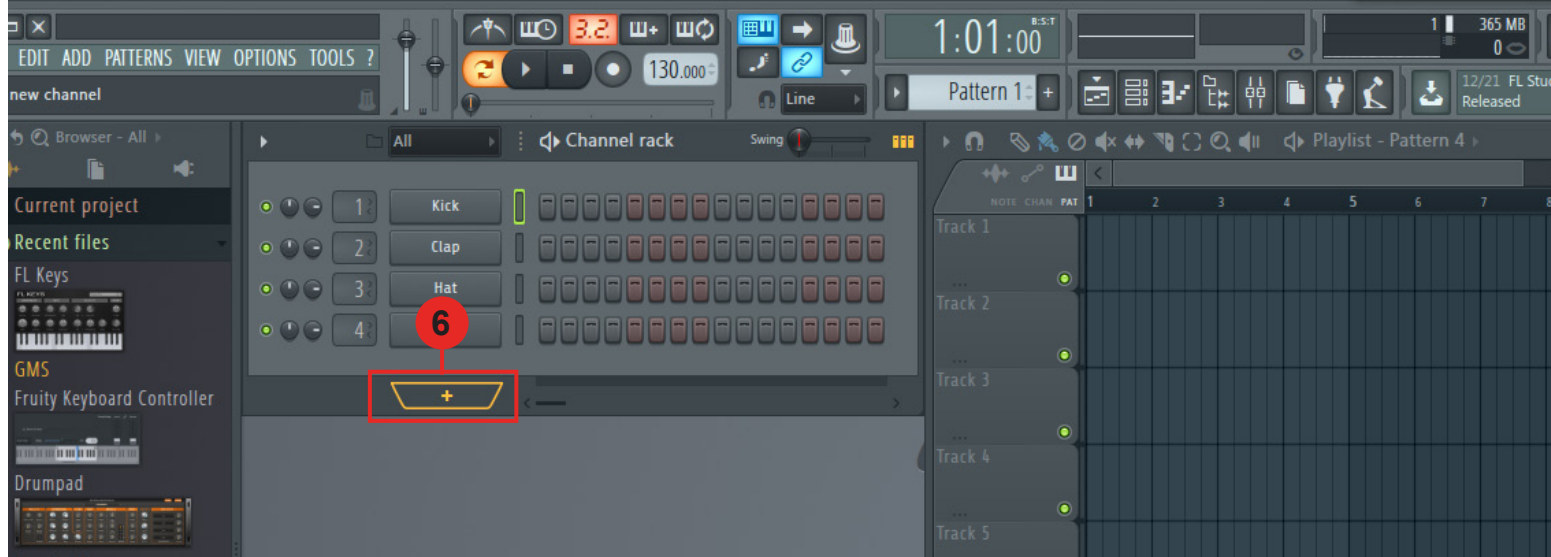 3.2.
1:01:00
B:S:T
1
365 MB
0
EDIT ADD PATTERNS VIEW OPTIONS TOOLS ?
130.000
new channel
Line
Pattern 1
+
12/21 FL Stu
Released
Browser - All
All
Channel rack
Swing
Playlist - Pattern 4
Current project
Recent files
FL Keys
FL KEYS
GMS
Fruity Keyboard Controller
Drumpad
1 Kick
2 Clap
3 Hat
4
6
+
NOTE CHAN PAT
1 2 3 4 5 6 7 8
Track 1
...
Track 2
...
Track 3
...
Track 4
...
Track 5